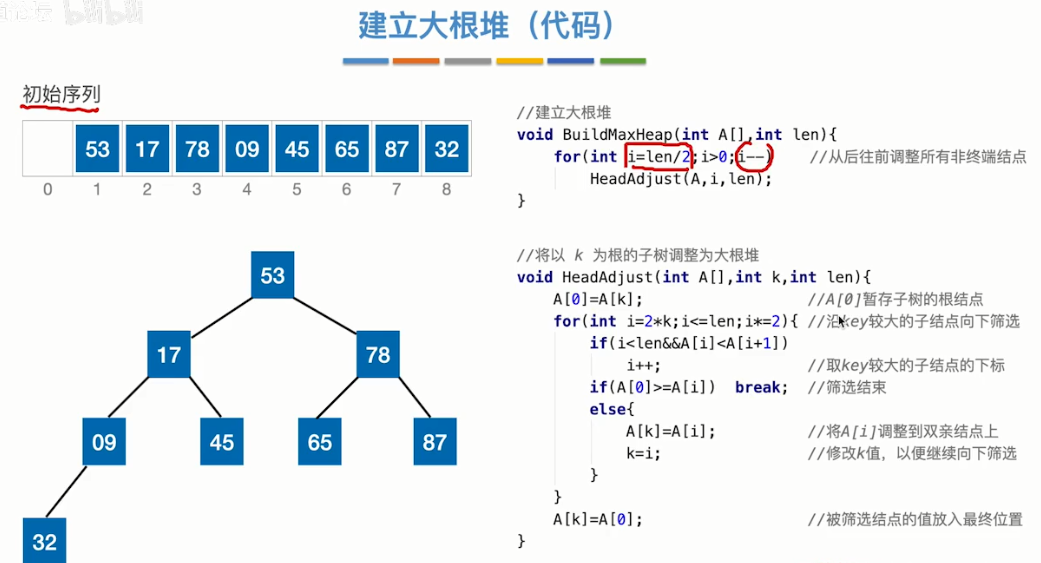 bilibili
建立大根堆（代码）
初始序列
53 17 78 09 45 65 87 32
0 1 2 3 4 5 6 7 8
53
17 78
09 45 65 87
32
//建立大根堆
void BuildMaxHeap(int A[],int len){
for(int i=len/2;i>0;i--) //从后往前调整所有非终端结点
HeadAdjust(A,i,len);
}
//将以 k 为根的子树调整为大根堆
void HeadAdjust(int A[],int k,int len){
A[0]=A[k]; //A[0]暂存子树的根结点
for(int i=2*k;i<=len;i*=2){ //沿key较大的子结点向下筛选
if(i<len&&A[i]<A[i+1])
i++; //取key较大的子结点的下标
if(A[0]>=A[i]) break; //筛选结束
else{
A[k]=A[i]; //将A[i]调整到双亲结点上
k=i; //修改k值，以便继续向下筛选
}
}
A[k]=A[0]; //被筛选结点的值放入最终位置
}